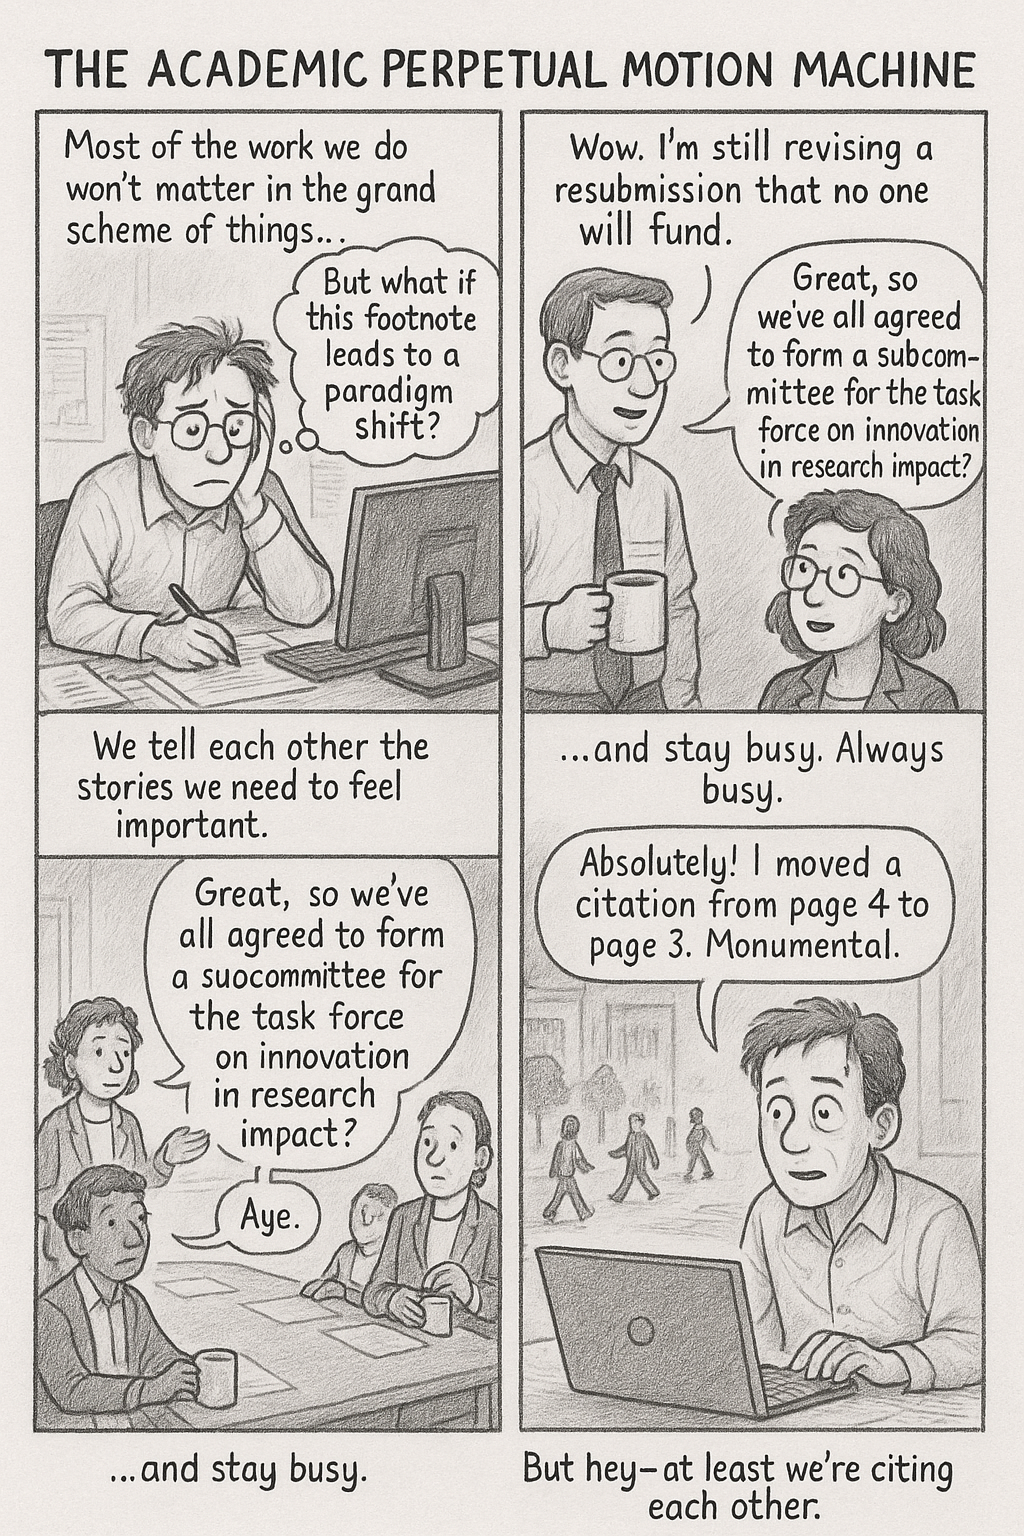 THE ACADEMIC PERPETUAL MOTION MACHINE
Most of the work we do
won't matter in the grand
scheme of things...
But what if
this footnote
leads to a
paradigm
shift?
Wow. I'm still revising a
resubmission that no one
will fund.
Great, so
we've all agreed
to form a subcom-
mittee for the task
force on innovation
in research impact?
We tell each other the
stories we need to feel
important.
Great, so we've
all agreed to form
a suocommittee for
the task force
on innovation
in research
impact?
Aye.
...and stay busy.
...and stay busy. Always
busy.
Absolutely! I moved a
citation from page 4 to
page 3. Monumental.
But hey–at least we're citing
each other.